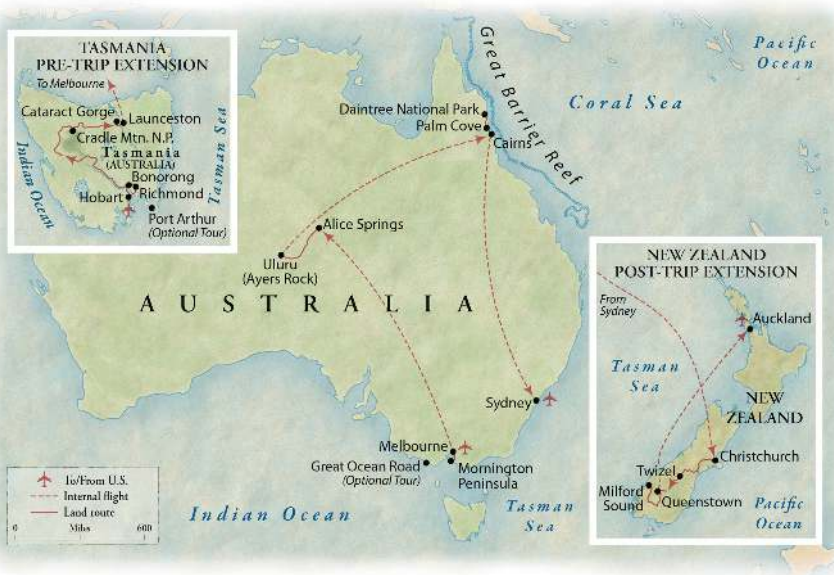 TASMANIA
PRE-TRIP EXTENSION
To Melbourne
Cataract Gorge
Launceston
Cradle Mtn. N.P.
Tasmania
(AUSTRALIA)
Bonorong
Richmond
Hobart
Port Arthur
(Optional Tour)
Indian Ocean
Tasman Sea
Great Barrier Reef
Pacific
Ocean
Coral Sea
Daintree National Park
Palm Cove
Cairns
Alice Springs
Uluru
(Ayers Rock)
AUSTRALIA
Sydney
Melbourne
Great Ocean Road
(Optional Tour)
Mornington
Peninsula
Indian Ocean
Tasman
Sea
NEW ZEALAND
POST-TRIP EXTENSION
From
Sydney
Auckland
Tasman
Sea
NEW
ZEALAND
Christchurch
Twizel
Milford
Sound
Queenstown
Pacific
Ocean
To/From U.S.
Internal flight
Land route
0 Miles 600